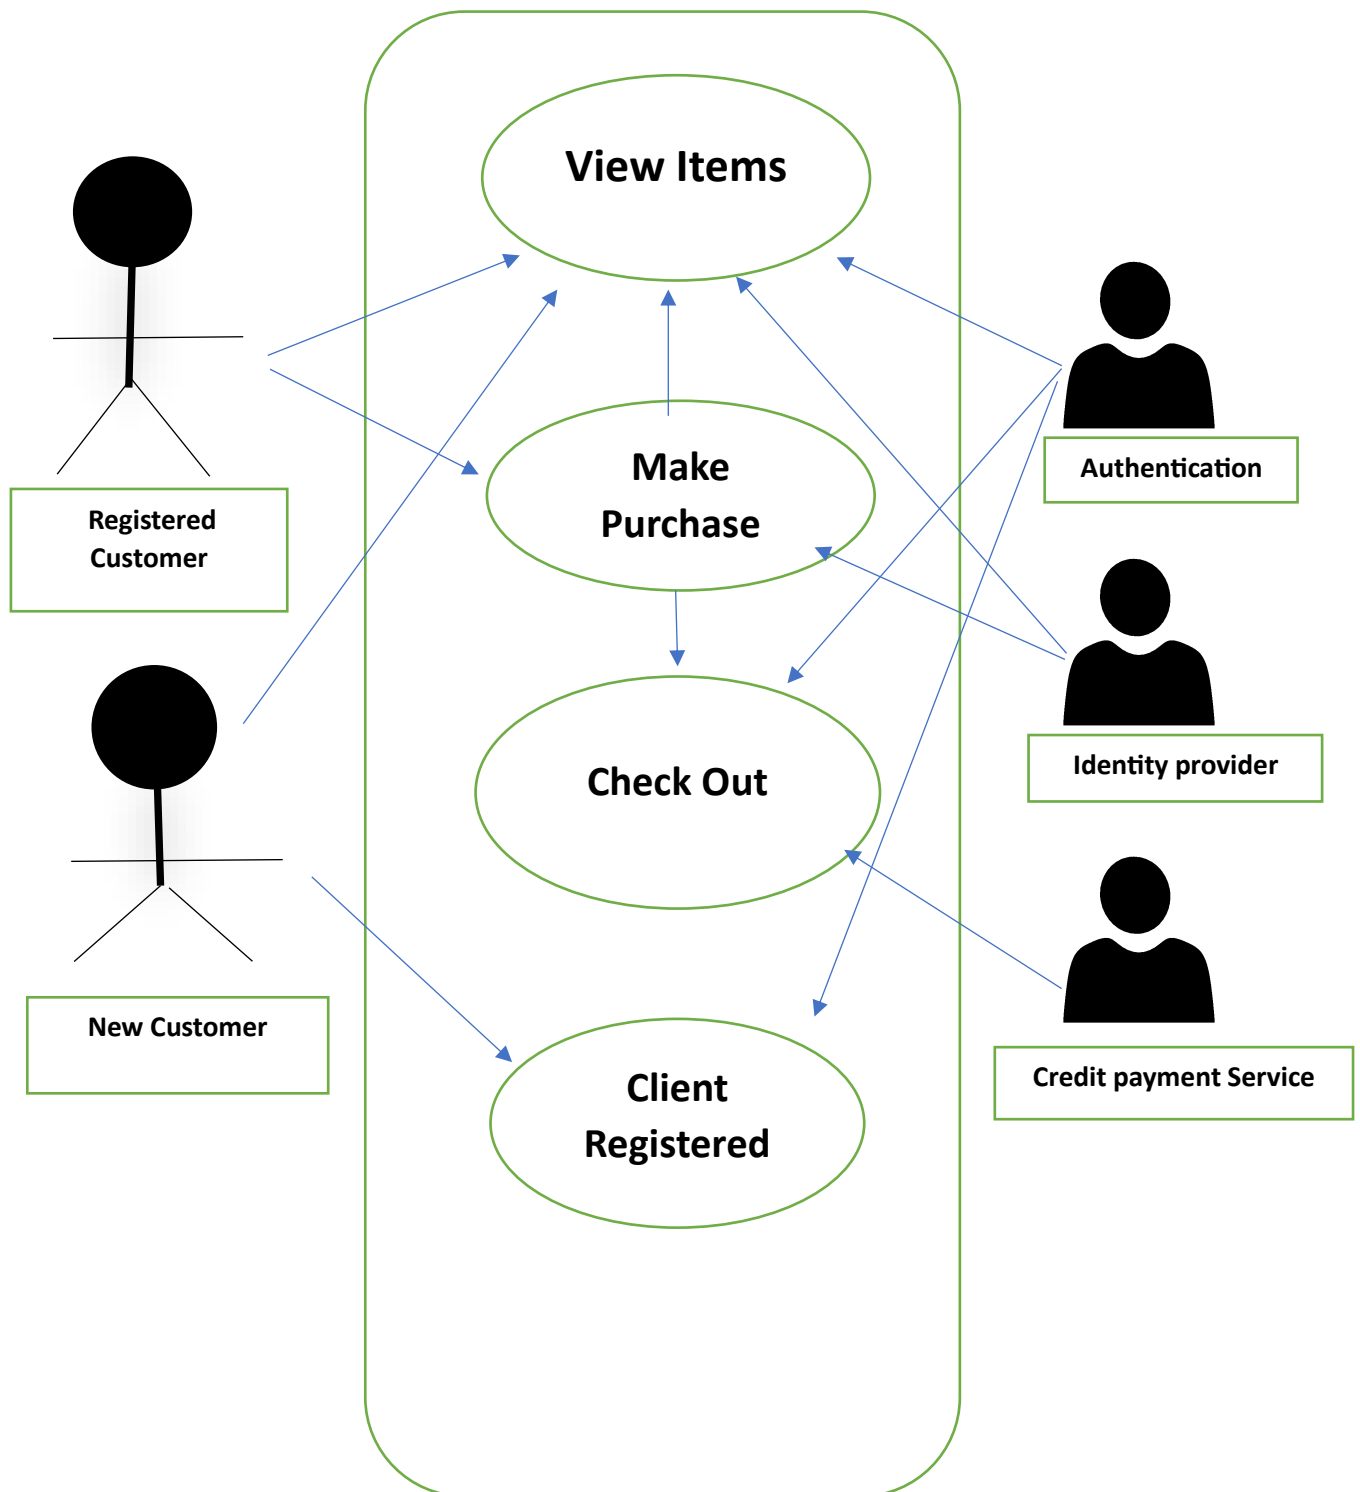 View Items
Make
Purchase
Authentication
Registered
Customer
Identity provider
Check Out
New Customer
Credit payment Service
Client
Registered